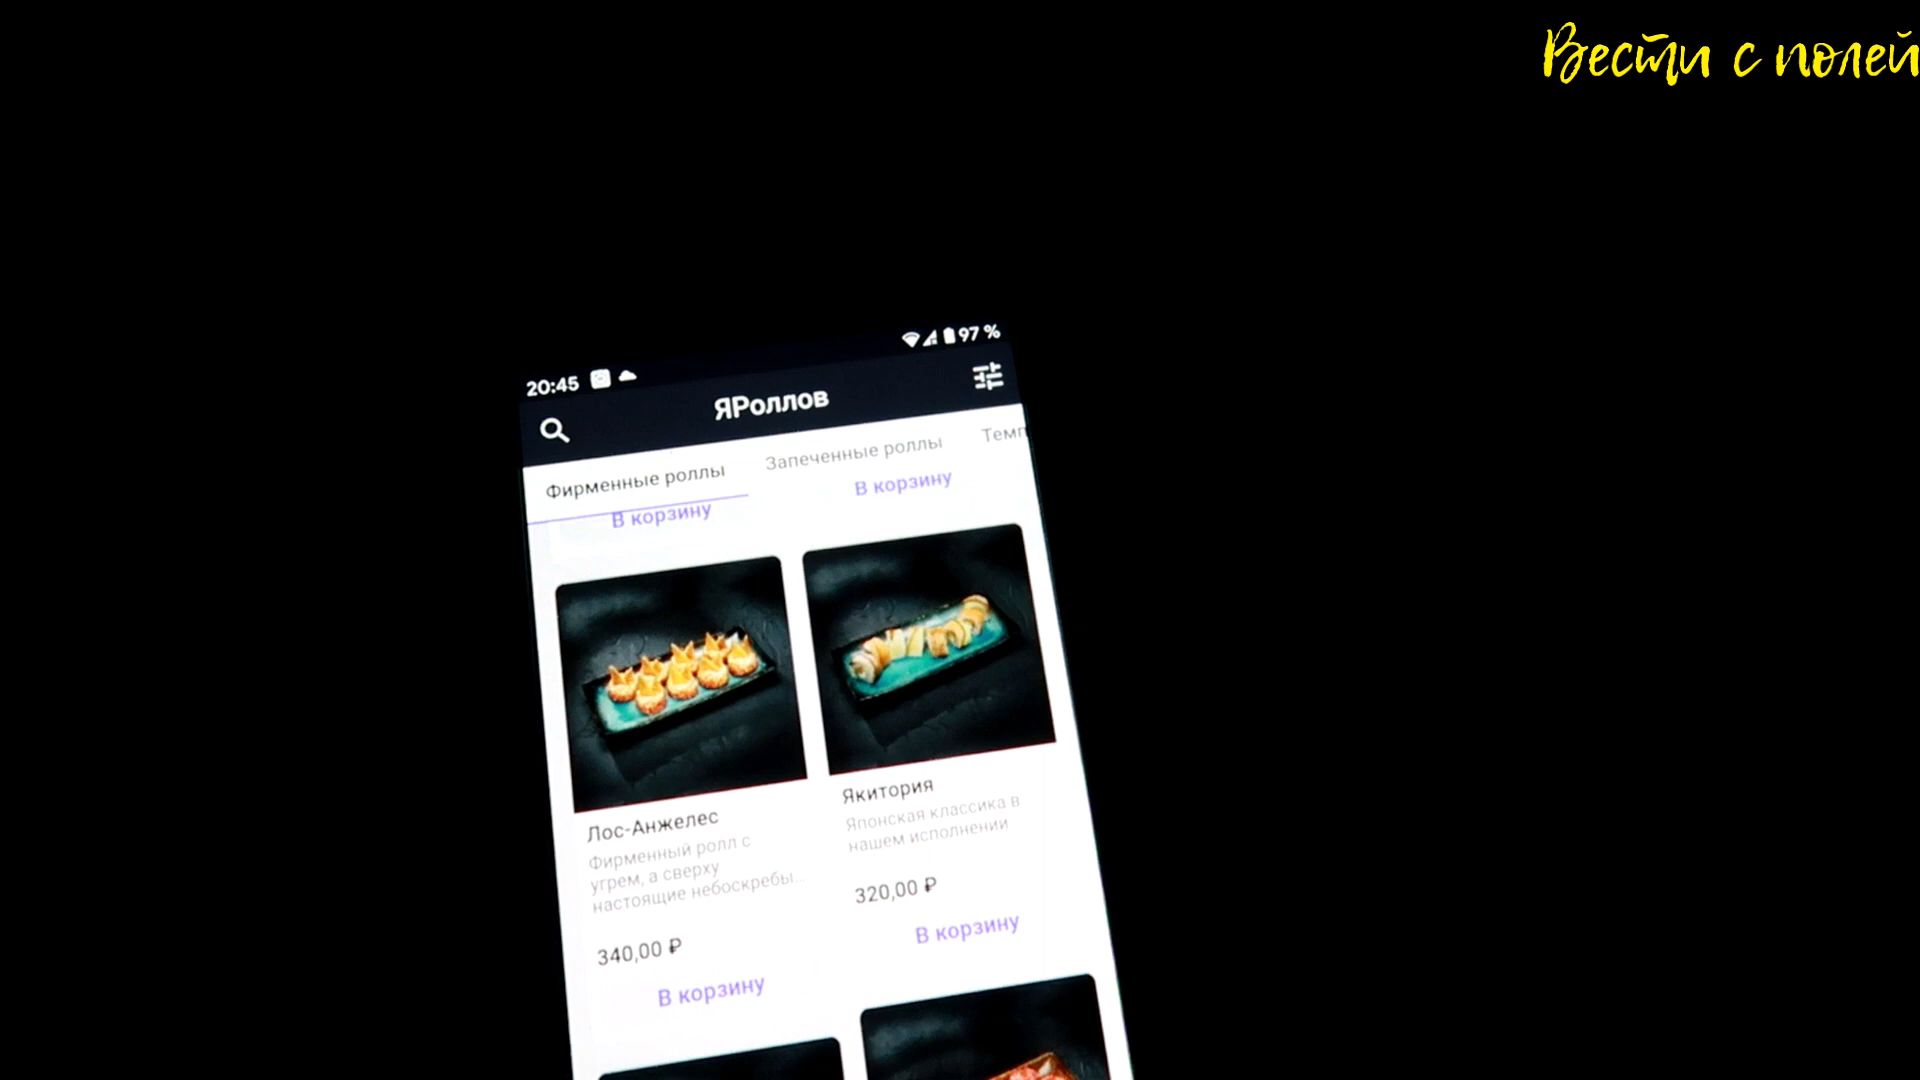 Вести с полей
20:45
97 %
ЯРоллов
Фирменные роллы
Запеченные роллы
Темп
В корзину
В корзину
Лос-Анжелес
Фирменный ролл с
угрем, а сверху
настоящие небоскребы...
340,00 ₽
В корзину
Якитория
Японская классика в
нашем исполнении
320,00 ₽
В корзину